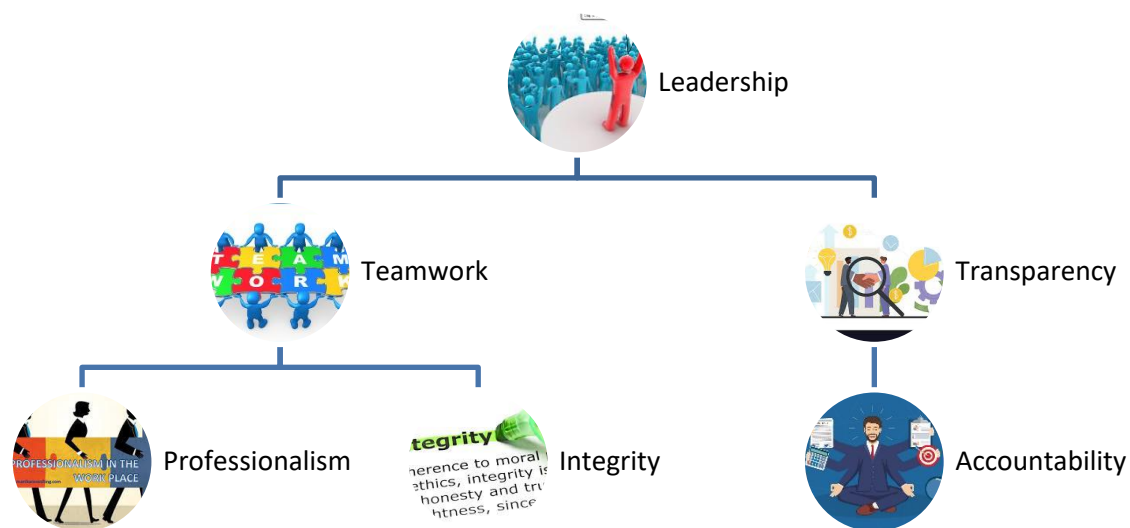 Leadership
TEAM
WORK
Teamwork
Transparency
PROFESSIONALISM IN THE
WORK PLACE
Professionalism
tegrity
herence to moral
ethics, integrity is
honesty and tru
htness, since
Integrity
Accountability